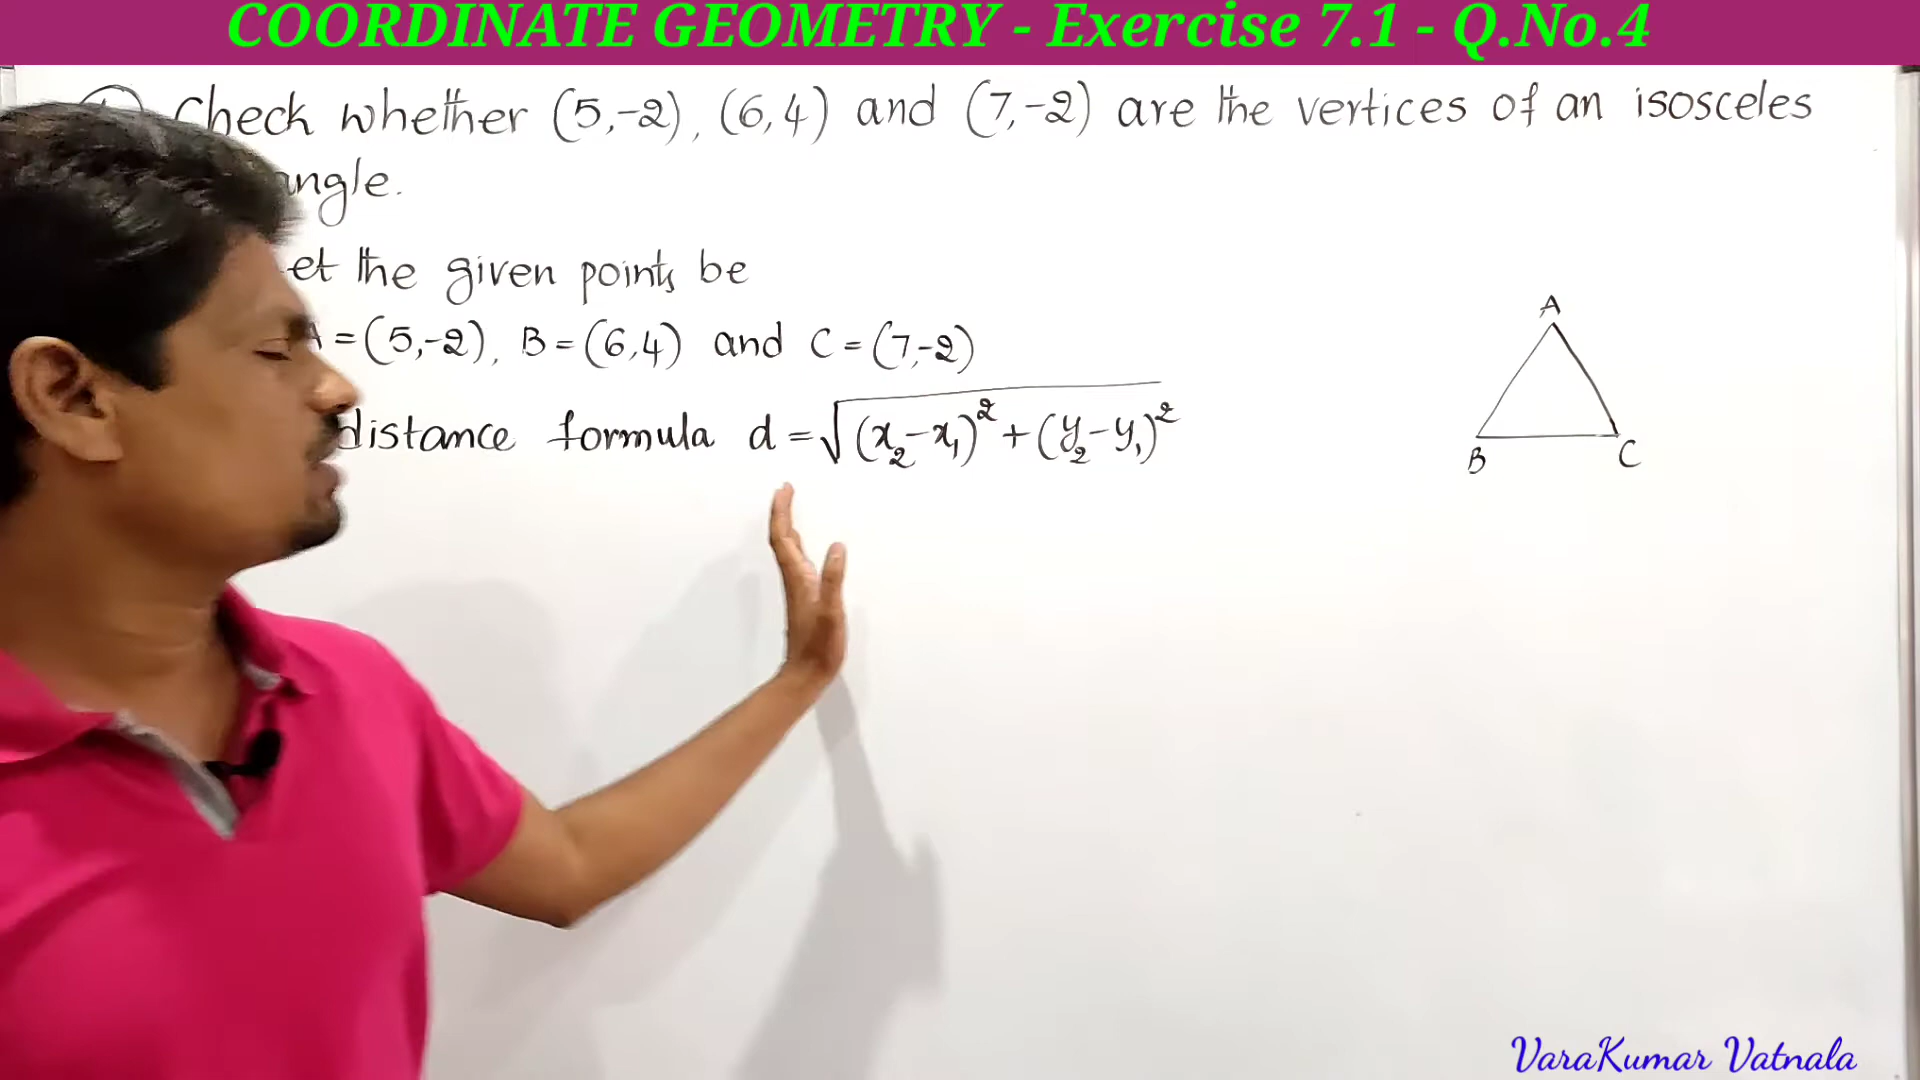 COORDINATE GEOMETRY - Exercise 7.1 - Q.No.4
Check whether (5,-2), (6,4) and (7,-2) are the vertices of an isosceles
angle.
et the given points be
A = (5,-2), B = (6,4) and C = (7,-2)
distance formula d = √(x₂-x₁)² + (y₂-y₁)²
A
B C
VaraKumar Vatnala